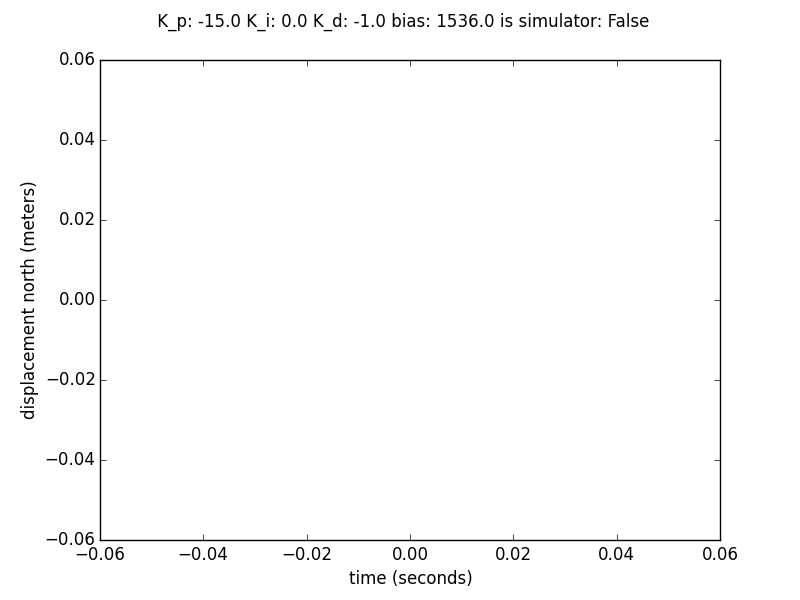 K_p: -15.0 K_i: 0.0 K_d: -1.0 bias: 1536.0 is simulator: False
0.06
0.04
0.02
0.00
−0.02
−0.04
−0.06
displacement north (meters)
−0.06 −0.04 −0.02 0.00 0.02 0.04 0.06
time (seconds)